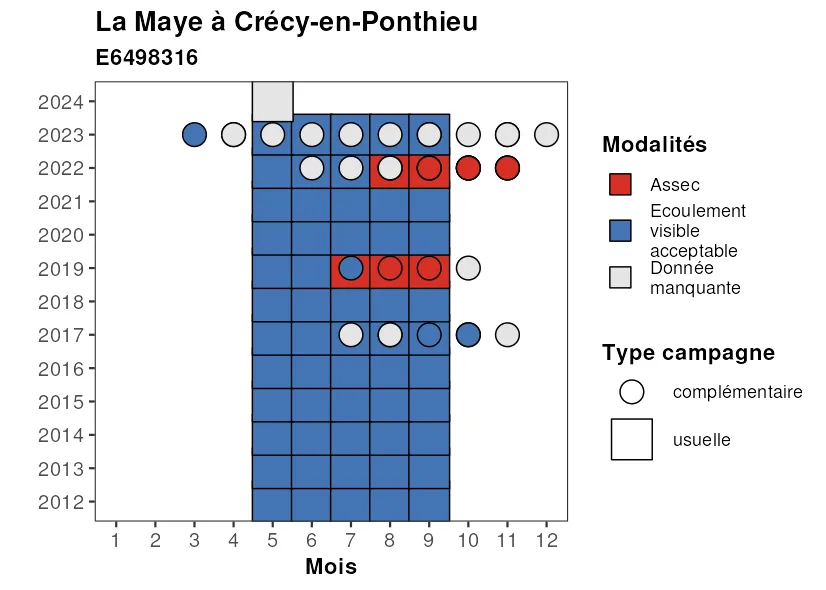 La Maye à Crécy-en-Ponthieu
E6498316
2024
2023
2022
2021
2020
2019
2018
2017
2016
2015
2014
2013
2012
1 2 3 4 5 6 7 8 9 10 11 12
Mois
Modalités
Assec
Ecoulement
visible
acceptable
Donnée
manquante
Type campagne
complémentaire
usuelle